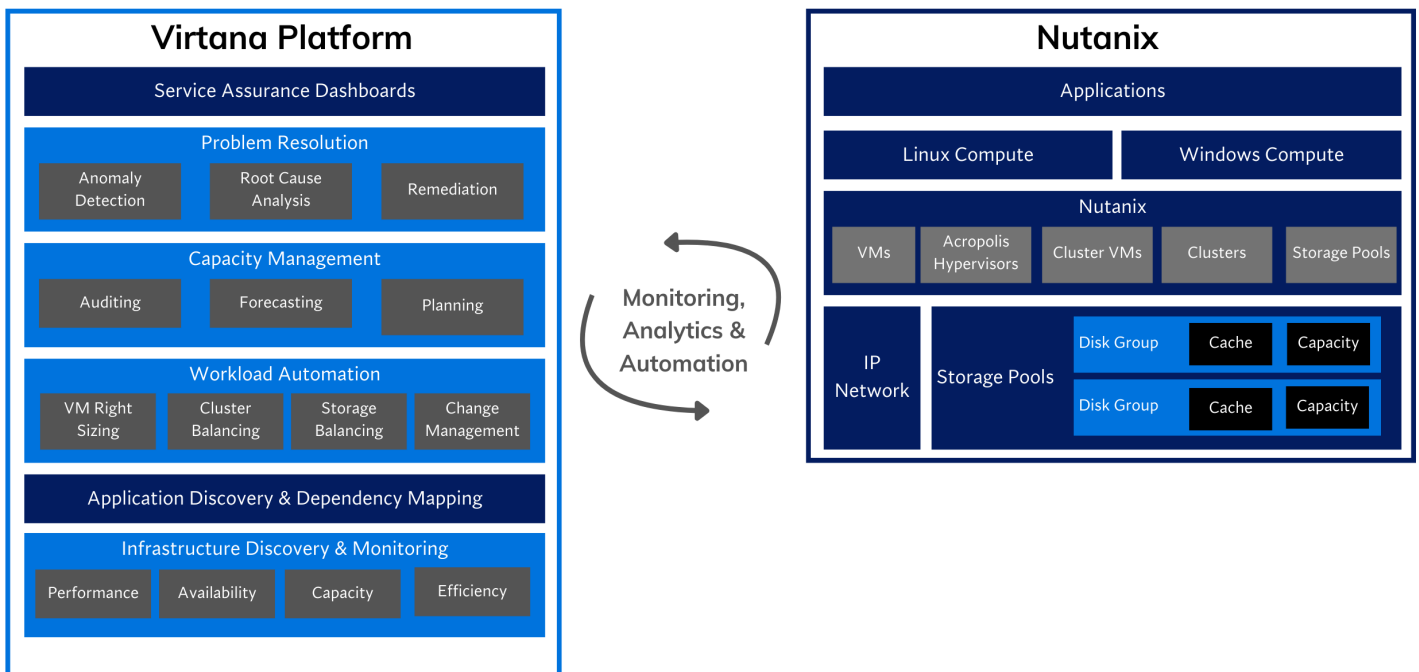 Virtana Platform
Service Assurance Dashboards
Problem Resolution
Anomaly
Detection
Root Cause
Analysis
Remediation
Capacity Management
Auditing
Forecasting
Planning
Workload Automation
VM Right
Sizing
Cluster
Balancing
Storage
Balancing
Change
Management
Application Discovery & Dependency Mapping
Infrastructure Discovery & Monitoring
Performance
Availability
Capacity
Efficiency
Monitoring,
Analytics &
Automation
Nutanix
Applications
Linux Compute
Windows Compute
Nutanix
VMs
Acropolis
Hypervisors
Cluster VMs
Clusters
Storage Pools
IP
Network
Storage Pools
Disk Group
Cache
Capacity
Disk Group
Cache
Capacity